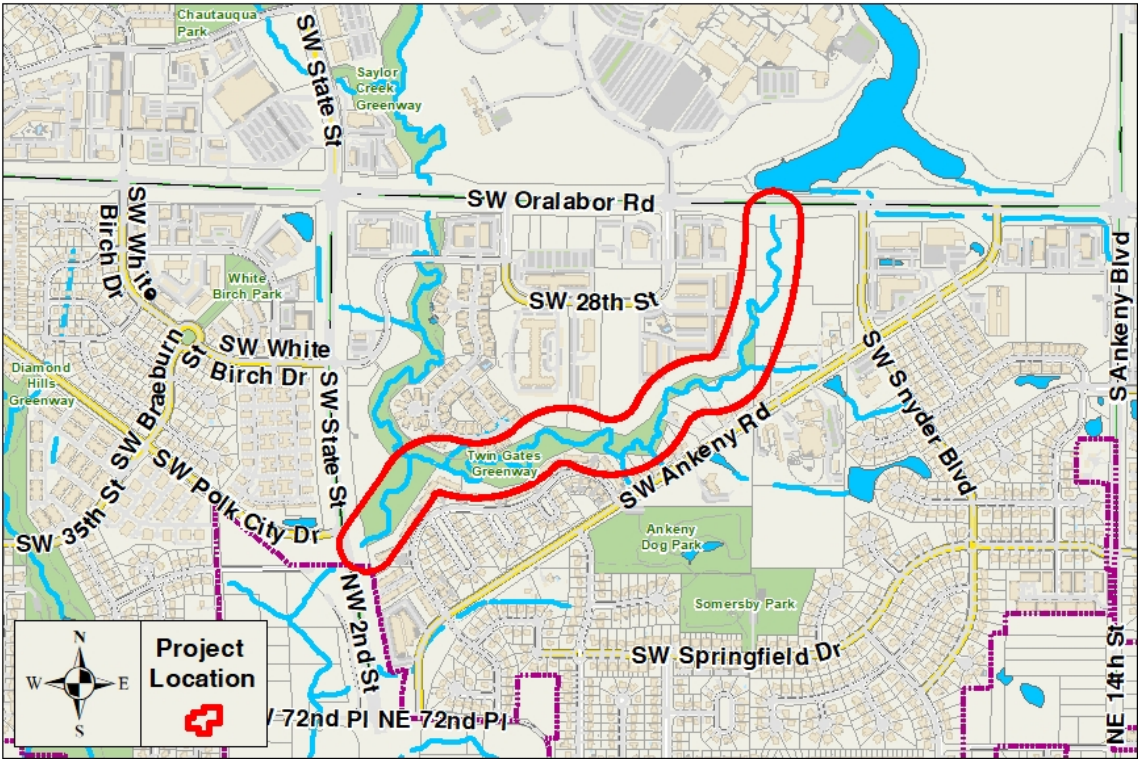 Chautauqua
Park
SW State St
Saylor
Creek
Greenway
SW Oralabor Rd
SW White
Birch Dr
S Ankeny Blvd
White
Birch Park
SW 28th St
SW White
Birch Dr
SW Braeburn
St
Diamond
Hills
Greenway
SW State St
SW Snyder Blvd
SW Ankeny Rd
Twin Gates
Greenway
SW Polk City Dr
SW 35th St
Ankeny
Dog Park
Somersby Park
NW 2nd St
SW Springfield Dr
NE 14th St
72nd Pl NE 72nd Pl
N
W E
S
Project
Location